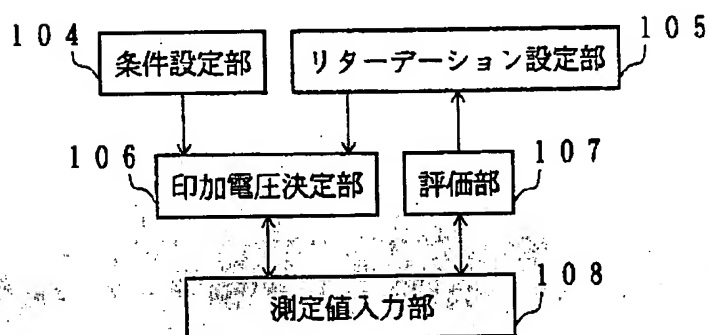 104
条件設定部
リターデーション設定部
105
106
印加電圧決定部
評価部
107
測定値入力部
108